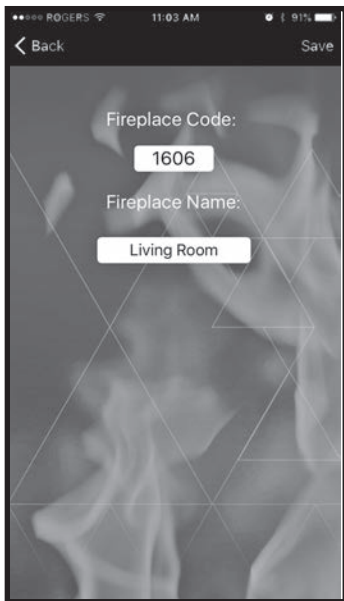 ROGERS 11:03 AM 91%
Back Save
Fireplace Code:
1606
Fireplace Name:
Living Room